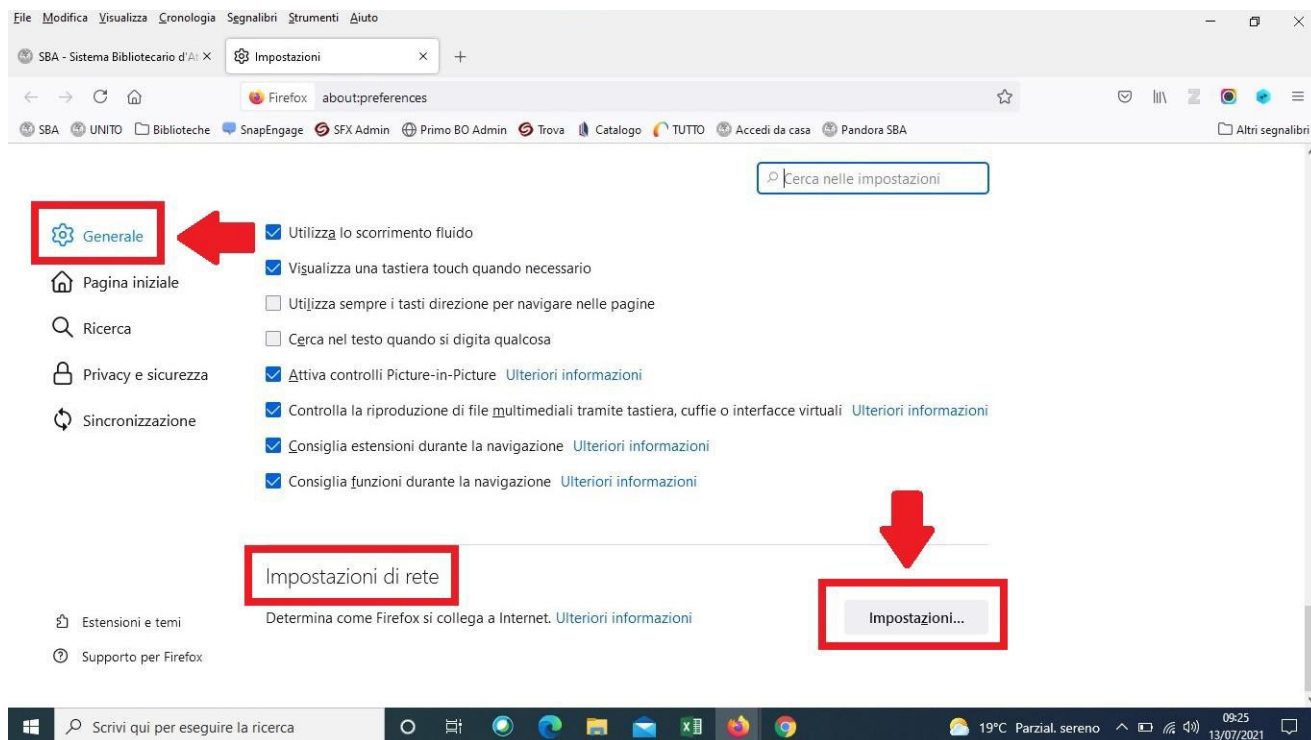 File Modifica Visualizza Cronologia Segnalibri Strumenti Aiuto
SBA - Sistema Bibliotecario d'At
Impostazioni
Firefox about:preferences
SBA UNITO Biblioteche SnapEngage SFX Admin Primo BO Admin Trova Catalogo TUTTO Accedi da casa Pandora SBA Altri segnalibri
Cerca nelle impostazioni
Generale
Pagina iniziale
Ricerca
Privacy e sicurezza
Sincronizzazione
Utilizza lo scorrimento fluido
Visualizza una tastiera touch quando necessario
Utilizza sempre i tasti direzione per navigare nelle pagine
Cerca nel testo quando si digita qualcosa
Attiva controlli Picture-in-Picture Ulteriori informazioni
Controlla la riproduzione di file multimediali tramite tastiera, cuffie o interfacce virtuali Ulteriori informazioni
Consiglia estensioni durante la navigazione Ulteriori informazioni
Consiglia funzioni durante la navigazione Ulteriori informazioni
Impostazioni di rete
Determina come Firefox si collega a Internet. Ulteriori informazioni
Impostazioni...
Estensioni e temi
Supporto per Firefox
Scrivi qui per eseguire la ricerca
19°C Parzial. sereno
09:25
13/07/2021